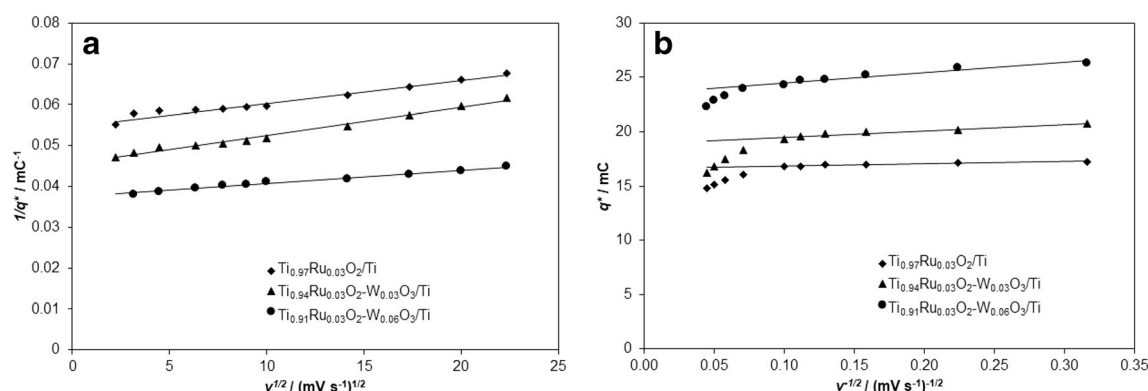 a
0.08
0.07
0.06
0.05
0.04
0.03
0.02
0.01
0
1/q* / mC⁻¹
0 5 10 15 20 25
v^1/2 / (mV s⁻¹)^1/2
Ti₀.₉₇Ru₀.₀₃O₂/Ti
Ti₀.₉₄Ru₀.₀₃O₂-W₀.₀₃O₃/Ti
Ti₀.₉₁Ru₀.₀₃O₂-W₀.₀₆O₃/Ti
b
30
25
20
15
10
5
0
q* / mC
0.00 0.05 0.10 0.15 0.20 0.25 0.30 0.35
v^-1/2 / (mV s⁻¹)^-1/2
Ti₀.₉₇Ru₀.₀₃O₂/Ti
Ti₀.₉₄Ru₀.₀₃O₂-W₀.₀₃O₃/Ti
Ti₀.₉₁Ru₀.₀₃O₂-W₀.₀₆O₃/Ti